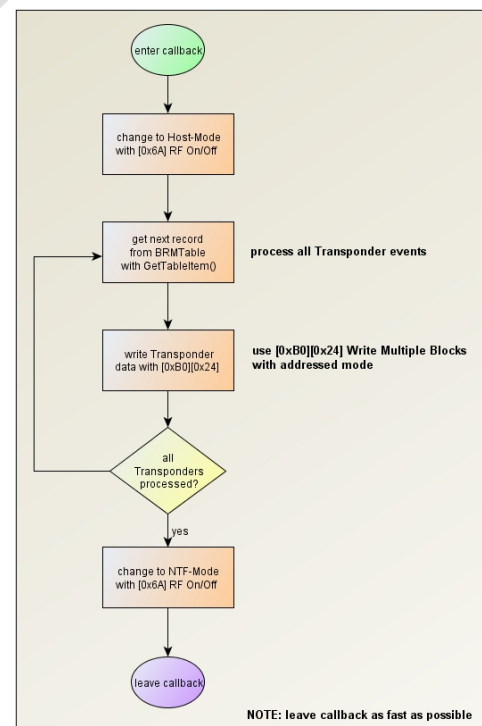 enter callback
change to Host-Mode
with [0x6A] RF On/Off
get next record
from BRMTable
with GetTableItem()
process all Transponder events
write Transponder
data with [0xB0][0x24]
use [0xB0][0x24] Write Multiple Blocks
with addressed mode
all
Transponders
processed?
yes
change to NTF-Mode
with [0x6A] RF On/Off
leave callback
NOTE: leave callback as fast as possible